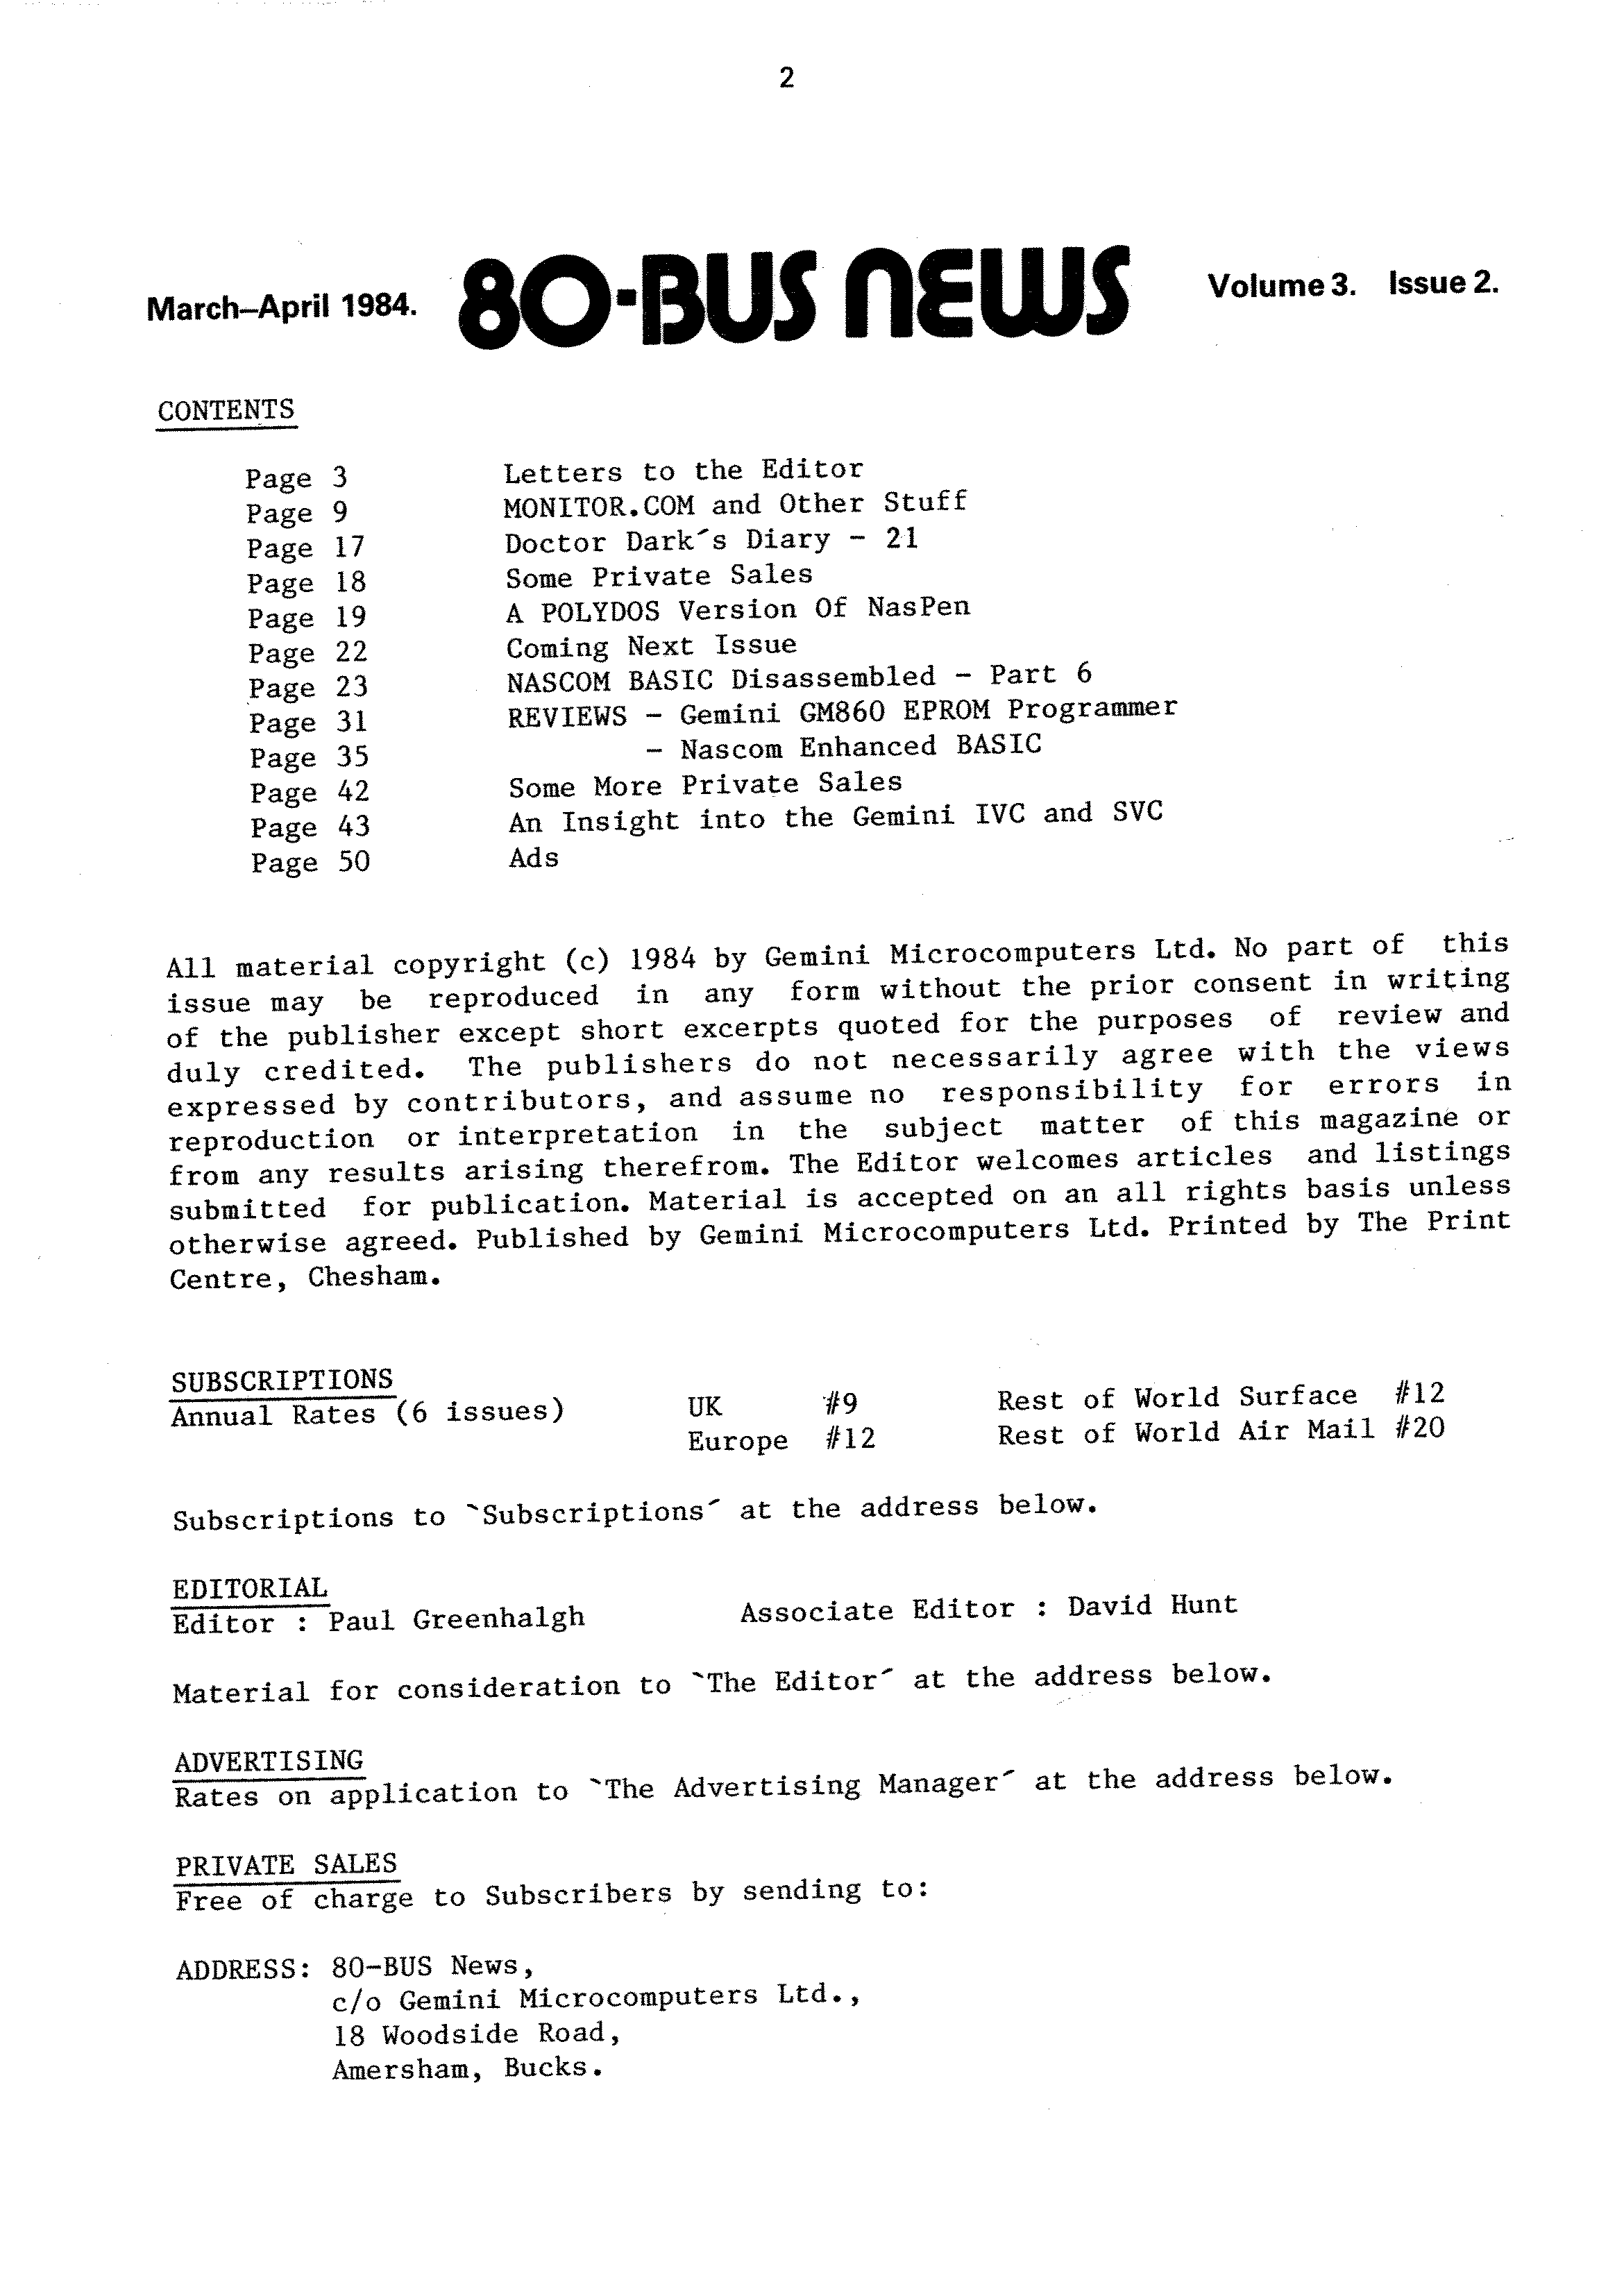 2
March–April 1984. 80-BUS NEWS Volume 3. Issue 2.
CONTENTS
Page 3 Letters to the Editor
Page 9 MONITOR.COM and Other Stuff
Page 17 Doctor Dark´s Diary - 21
Page 18 Some Private Sales
Page 19 A POLYDOS Version Of NasPen
Page 22 Coming Next Issue
Page 23 NASCOM BASIC Disassembled - Part 6
Page 31 REVIEWS - Gemini GM860 EPROM Programmer
Page 35 - Nascom Enhanced BASIC
Page 42 Some More Private Sales
Page 43 An Insight into the Gemini IVC and SVC
Page 50 Ads
All material copyright (c) 1984 by Gemini Microcomputers Ltd. No part of this
issue may be reproduced in any form without the prior consent in writing
of the publisher except short excerpts quoted for the purposes of review and
duly credited. The publishers do not necessarily agree with the views
expressed by contributors, and assume no responsibility for errors in
reproduction or interpretation in the subject matter of this magazine or
from any results arising therefrom. The Editor welcomes articles and listings
submitted for publication. Material is accepted on an all rights basis unless
otherwise agreed. Published by Gemini Microcomputers Ltd. Printed by The Print
Centre, Chesham.
SUBSCRIPTIONS
Annual Rates (6 issues) UK #9 Rest of World Surface #12
Europe #12 Rest of World Air Mail #20
Subscriptions to `Subscriptions´ at the address below.
EDITORIAL
Editor : Paul Greenhalgh Associate Editor : David Hunt
Material for consideration to `The Editor´ at the address below.
ADVERTISING
Rates on application to `The Advertising Manager´ at the address below.
PRIVATE SALES
Free of charge to Subscribers by sending to:
ADDRESS: 80-BUS News,
c/o Gemini Microcomputers Ltd.,
18 Woodside Road,
Amersham, Bucks.